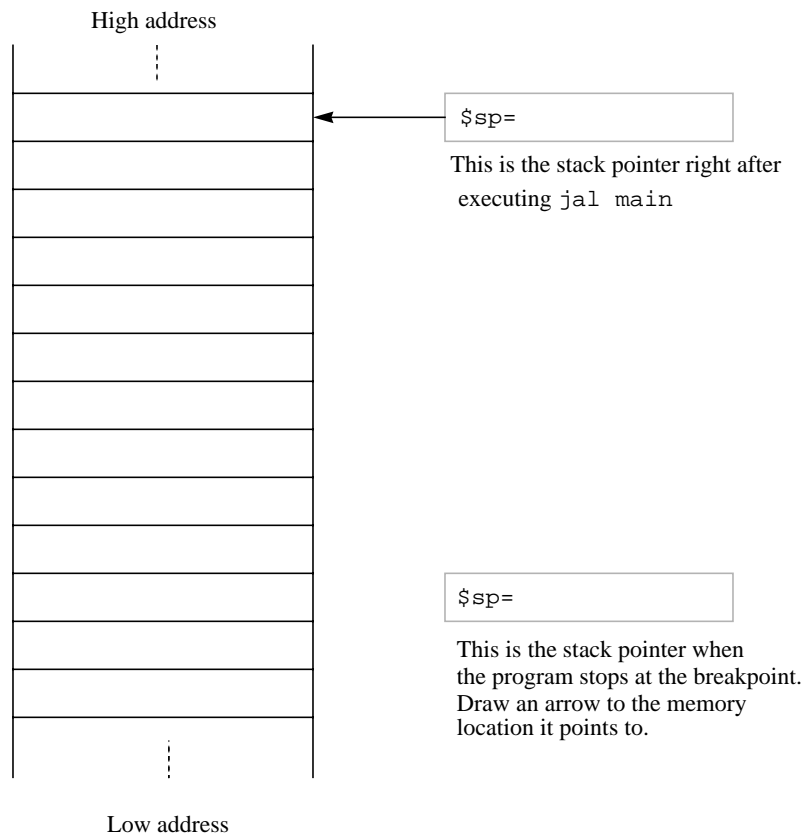 High address
$sp=
This is the stack pointer right after
executing jal main
$sp=
This is the stack pointer when
the program stops at the breakpoint.
Draw an arrow to the memory
location it points to.
Low address